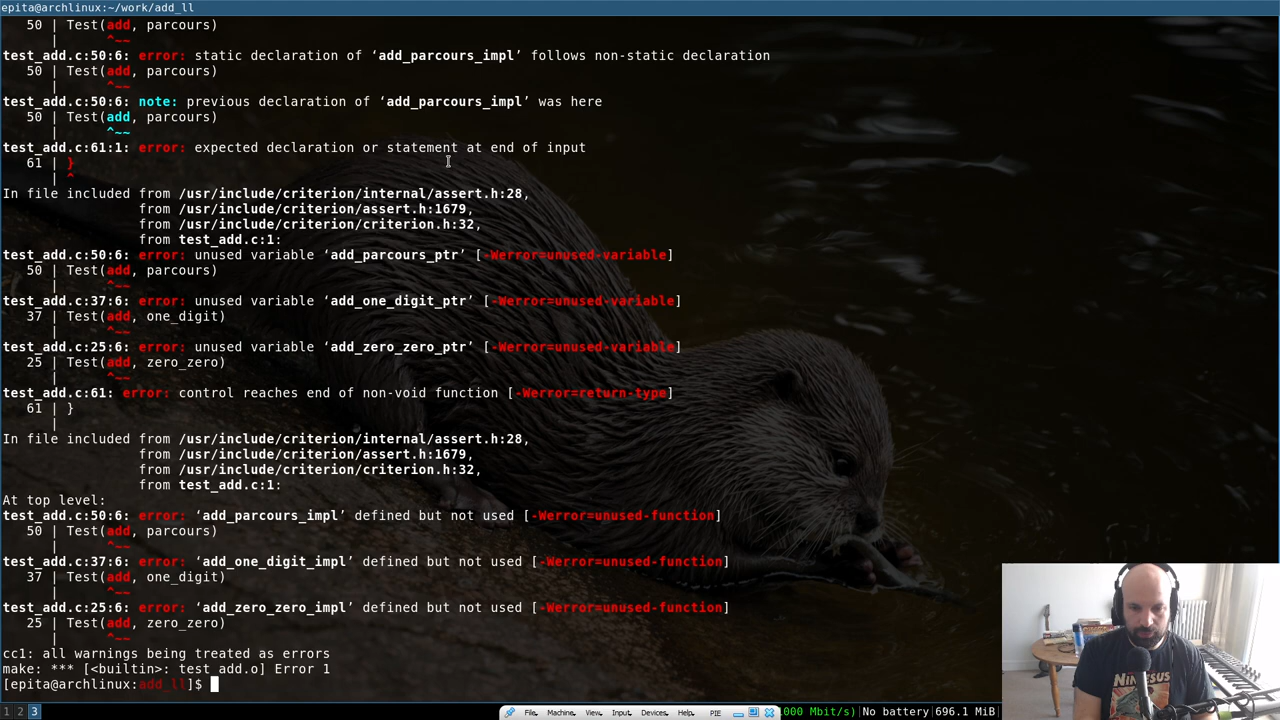 epita@archlinux:~/work/add_ll
50 | Test(add, parcours)
| ^~~
test_add.c:50:6: error: static declaration of ‘add_parcours_impl’ follows non-static declaration
50 | Test(add, parcours)
| ^~~
test_add.c:50:6: note: previous declaration of ‘add_parcours_impl’ was here
50 | Test(add, parcours)
| ^~~
test_add.c:61:1: error: expected declaration or statement at end of input
61 | }
| ^
In file included from /usr/include/criterion/internal/assert.h:28,
from /usr/include/criterion/assert.h:1679,
from /usr/include/criterion/criterion.h:32,
from test_add.c:1:
test_add.c:50:6: error: unused variable ‘add_parcours_ptr’ [-Werror=unused-variable]
50 | Test(add, parcours)
| ^~~
test_add.c:37:6: error: unused variable ‘add_one_digit_ptr’ [-Werror=unused-variable]
37 | Test(add, one_digit)
| ^~~
test_add.c:25:6: error: unused variable ‘add_zero_zero_ptr’ [-Werror=unused-variable]
25 | Test(add, zero_zero)
| ^~~
test_add.c:61: error: control reaches end of non-void function [-Werror=return-type]
61 | }
|
In file included from /usr/include/criterion/internal/assert.h:28,
from /usr/include/criterion/assert.h:1679,
from /usr/include/criterion/criterion.h:32,
from test_add.c:1:
At top level:
test_add.c:50:6: error: ‘add_parcours_impl’ defined but not used [-Werror=unused-function]
50 | Test(add, parcours)
| ^~~
test_add.c:37:6: error: ‘add_one_digit_impl’ defined but not used [-Werror=unused-function]
37 | Test(add, one_digit)
| ^~~
test_add.c:25:6: error: ‘add_zero_zero_impl’ defined but not used [-Werror=unused-function]
25 | Test(add, zero_zero)
| ^~~
cc1: all warnings being treated as errors
make: *** [<builtin>: test_add.o] Error 1
[epita@archlinux:add_ll]$
1 2 3
File Machine View Input Devices Help PIE
000 Mbit/s)|No battery|696.1 MiB